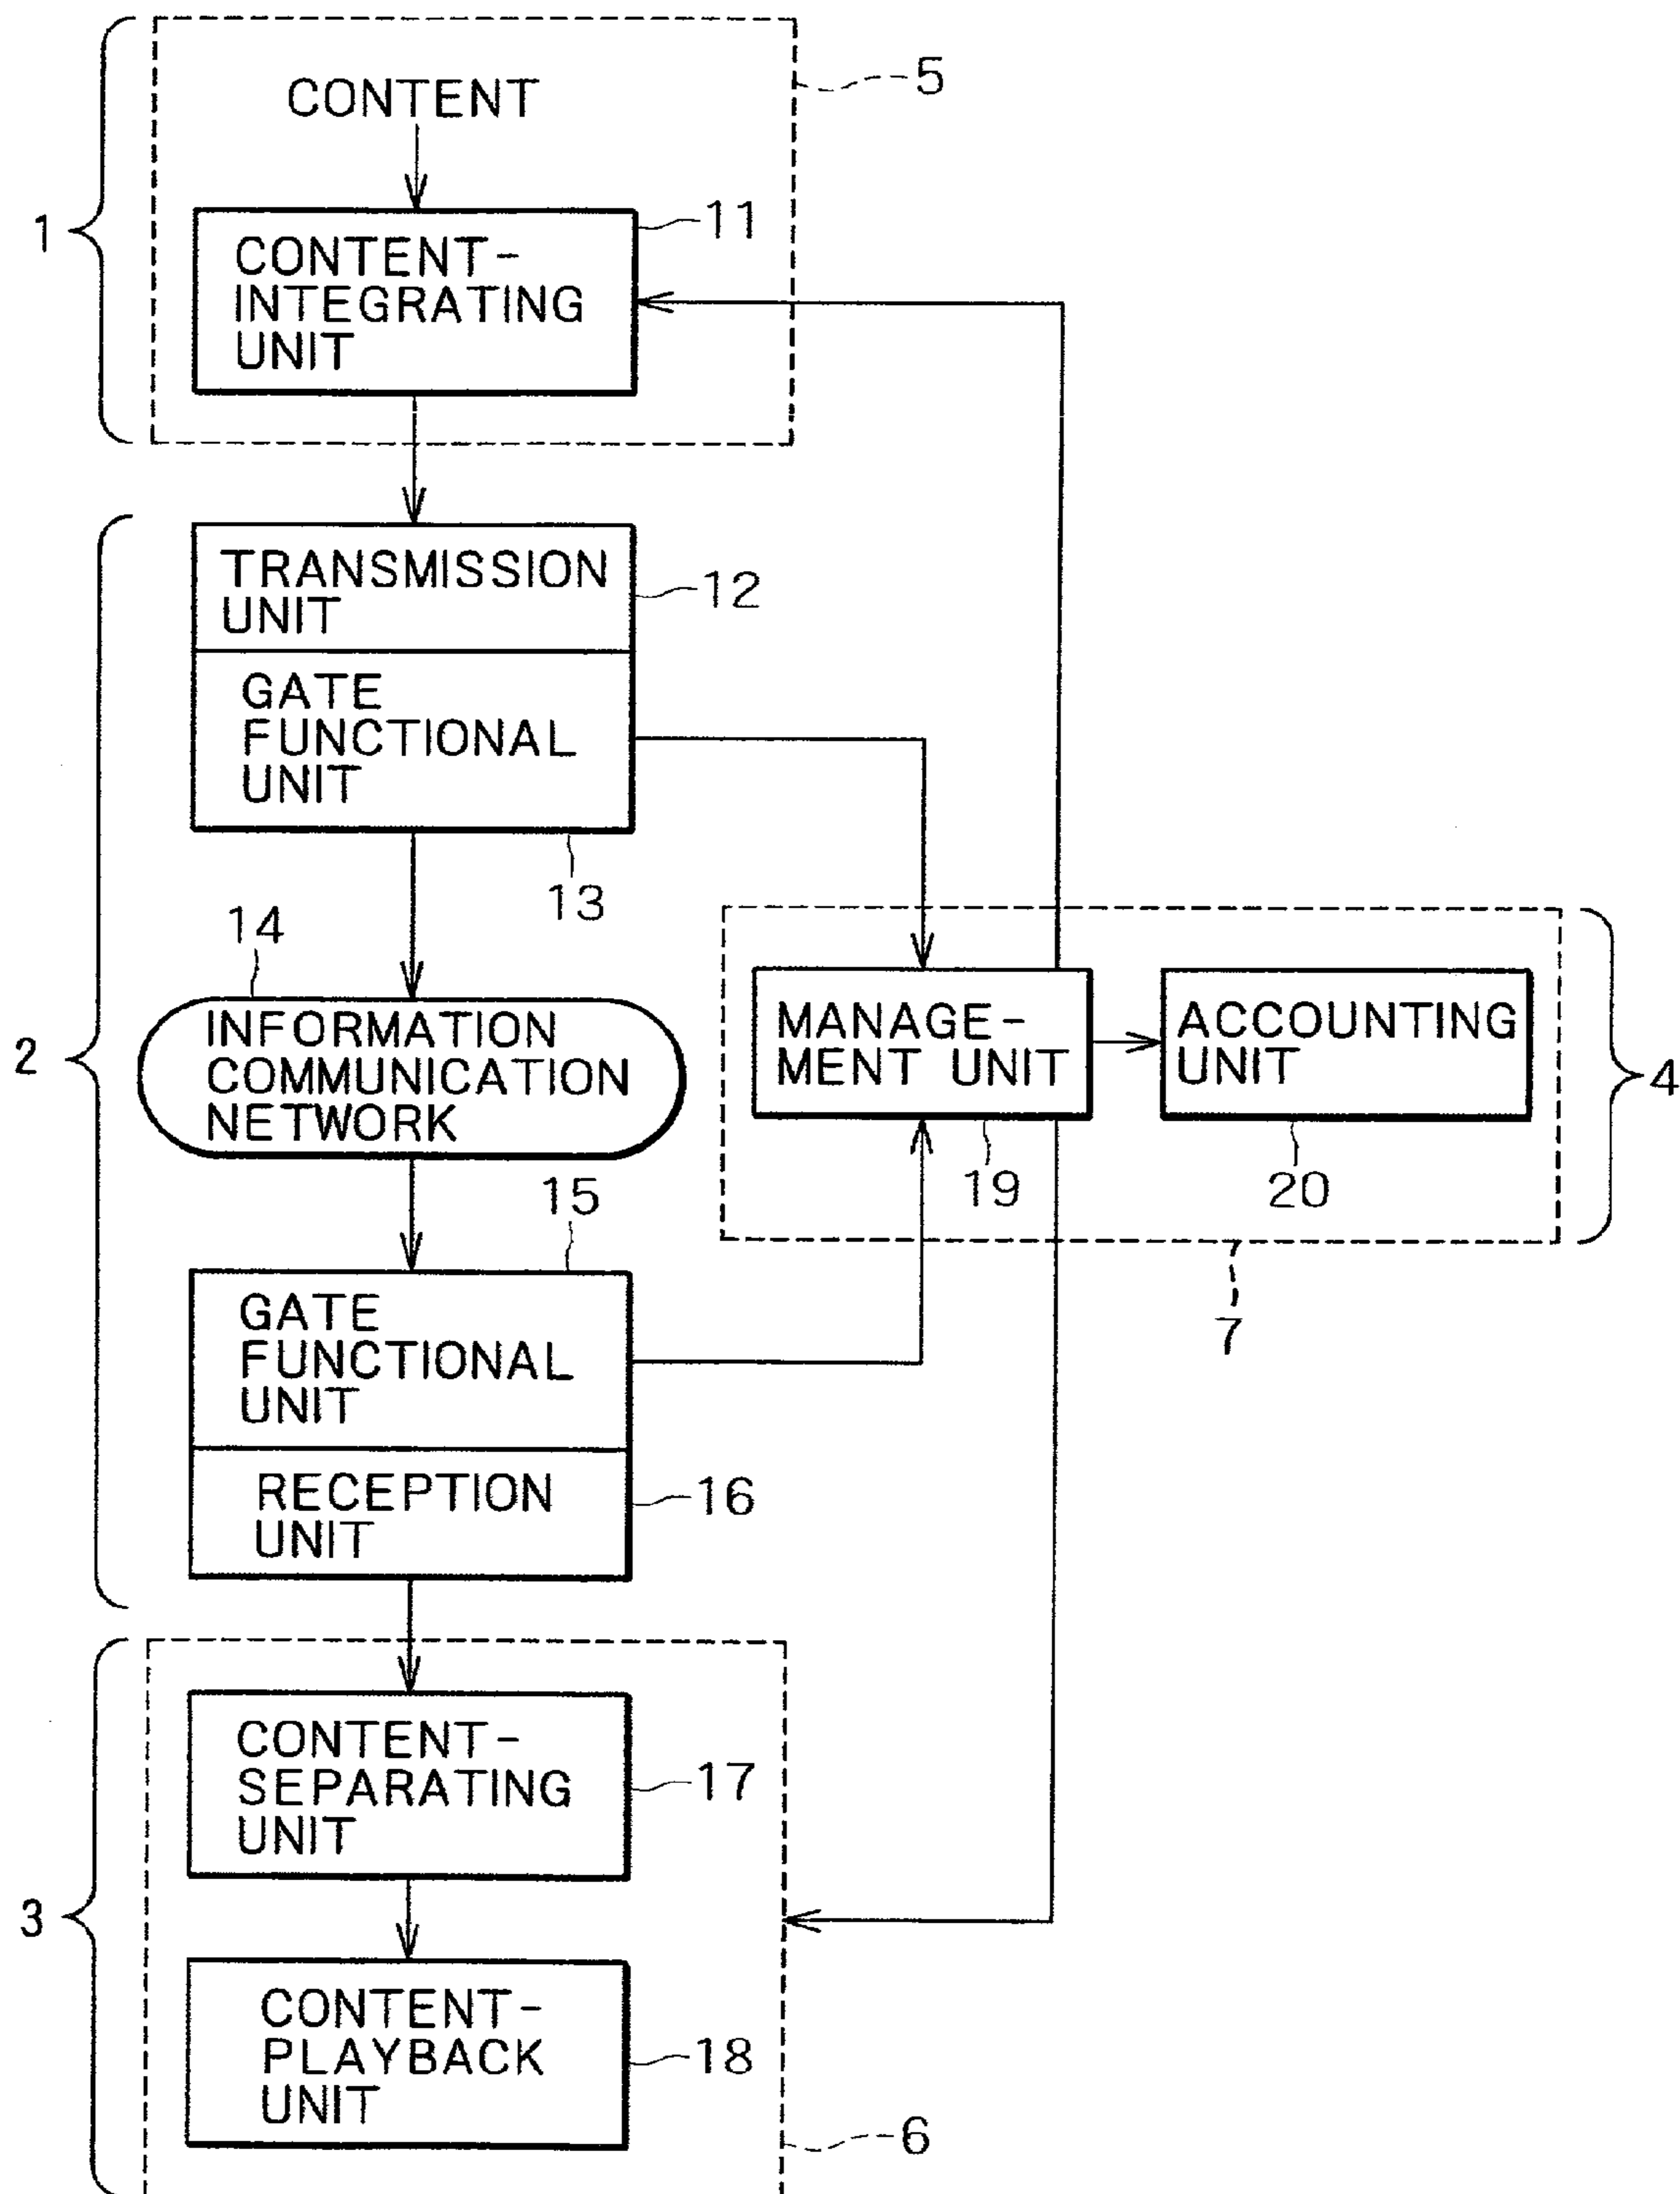 5
CONTENT
1
11
CONTENT-
INTEGRATING
UNIT
TRANSMISSION
UNIT
12
GATE
FUNCTIONAL
UNIT
13
14
2
INFORMATION
COMMUNICATION
NETWORK
MANAGE-
MENT UNIT
ACCOUNTING
UNIT
4
19
20
15
7
GATE
FUNCTIONAL
UNIT
RECEPTION
UNIT
16
CONTENT-
SEPARATING
UNIT
17
3
CONTENT-
PLAYBACK
UNIT
18
6